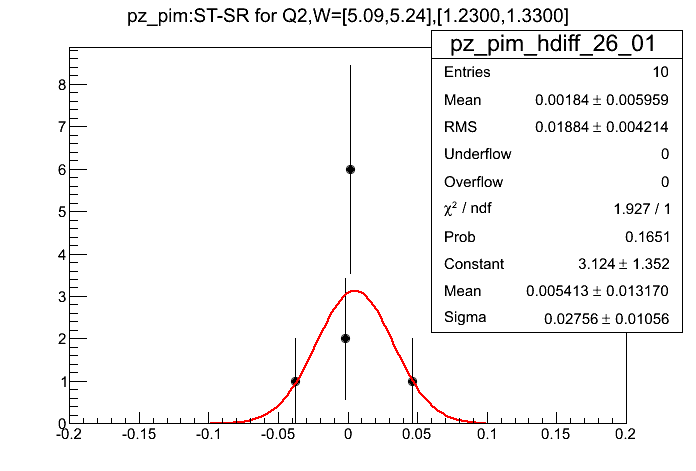 pz_pim:ST-SR for Q2,W=[5.09,5.24],[1.2300,1.3300]
pz_pim_hdiff_26_01
Entries 10
Mean 0.00184 ± 0.005959
RMS 0.01884 ± 0.004214
Underflow 0
Overflow 0
χ² / ndf 1.927 / 1
Prob 0.1651
Constant 3.124 ± 1.352
Mean 0.005413 ± 0.013170
Sigma 0.02756 ± 0.01056
8
7
6
5
4
3
2
1
0
-0.2 -0.15 -0.1 -0.05 0 0.05 0.1 0.15 0.2